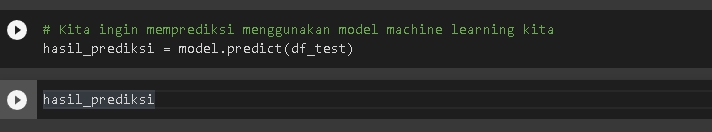 # Kita ingin memprediksi menggunakan model machine learning kita
hasil_prediksi = model.predict(df_test)
hasil_prediksi